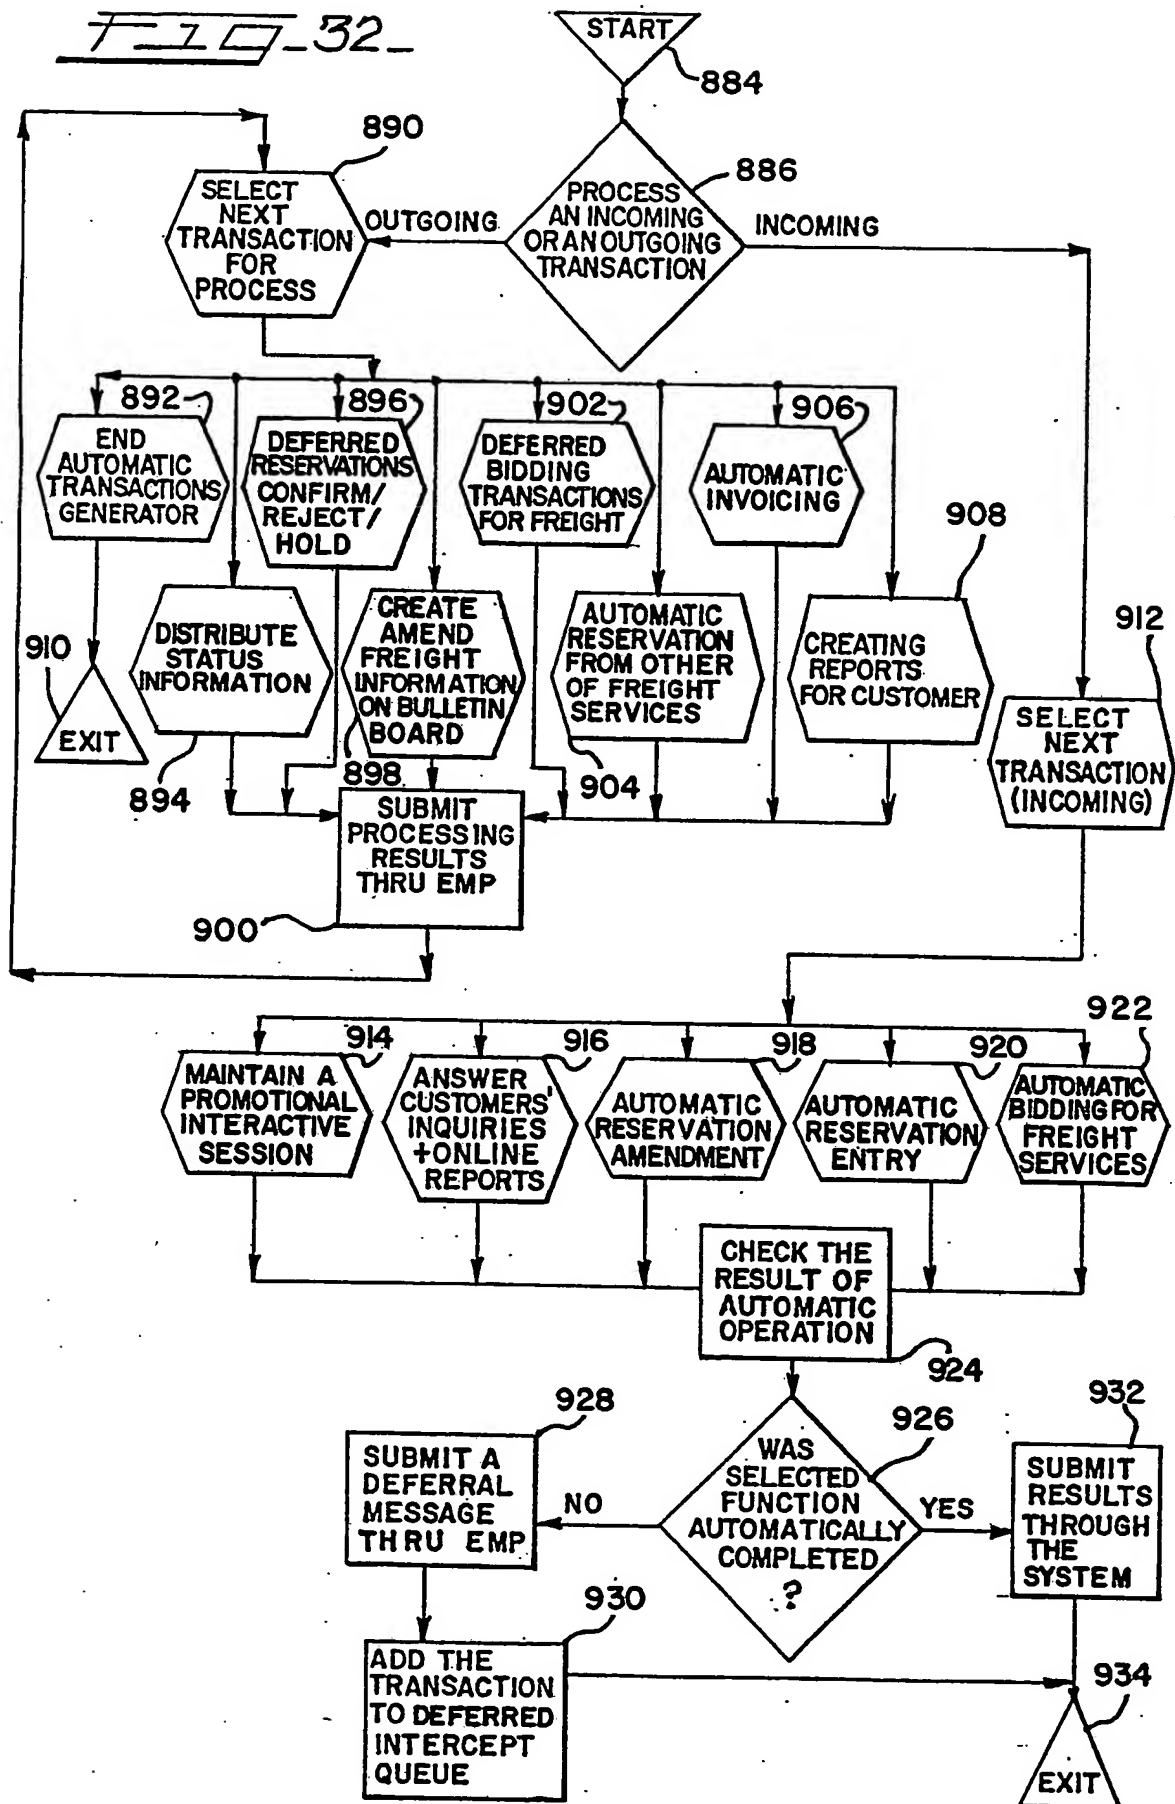 FIG_32_
START
884
886
PROCESS
AN INCOMING
OR AN OUTGOING
TRANSACTION
OUTGOING
INCOMING
890
SELECT
NEXT
TRANSACTION
FOR
PROCESS
892
END
AUTOMATIC
TRANSACTIONS
GENERATOR
896
DEFERRED
RESERVATIONS
CONFIRM/
REJECT/
HOLD
902
DEFERRED
BIDDING
TRANSACTIONS
FOR FREIGHT
906
AUTOMATIC
INVOICING
908
910
EXIT
DISTRIBUTE
STATUS
INFORMATION
894
CREATE
AMEND
FREIGHT
INFORMATION
ON BULLETIN
BOARD
898
AUTOMATIC
RESERVATION
FROM OTHER
OF FREIGHT
SERVICES
904
CREATING
REPORTS
FOR CUSTOMER
912
SELECT
NEXT
TRANSACTION
(INCOMING)
SUBMIT
PROCESSING
RESULTS
THRU EMP
900
914
MAINTAIN A
PROMOTIONAL
INTERACTIVE
SESSION
916
ANSWER
CUSTOMERS'
INQUIRIES
+ONLINE
REPORTS
918
AUTOMATIC
RESERVATION
AMENDMENT
920
AUTOMATIC
RESERVATION
ENTRY
922
AUTOMATIC
BIDDING FOR
FREIGHT
SERVICES
CHECK THE
RESULT OF
AUTOMATIC
OPERATION
924
926
WAS
SELECTED
FUNCTION
AUTOMATICALLY
COMPLETED
?
NO
YES
928
SUBMIT A
DEFERRAL
MESSAGE
THRU EMP
932
SUBMIT
RESULTS
THROUGH
THE
SYSTEM
930
ADD THE
TRANSACTION
TO DEFERRED
INTERCEPT
QUEUE
934
EXIT